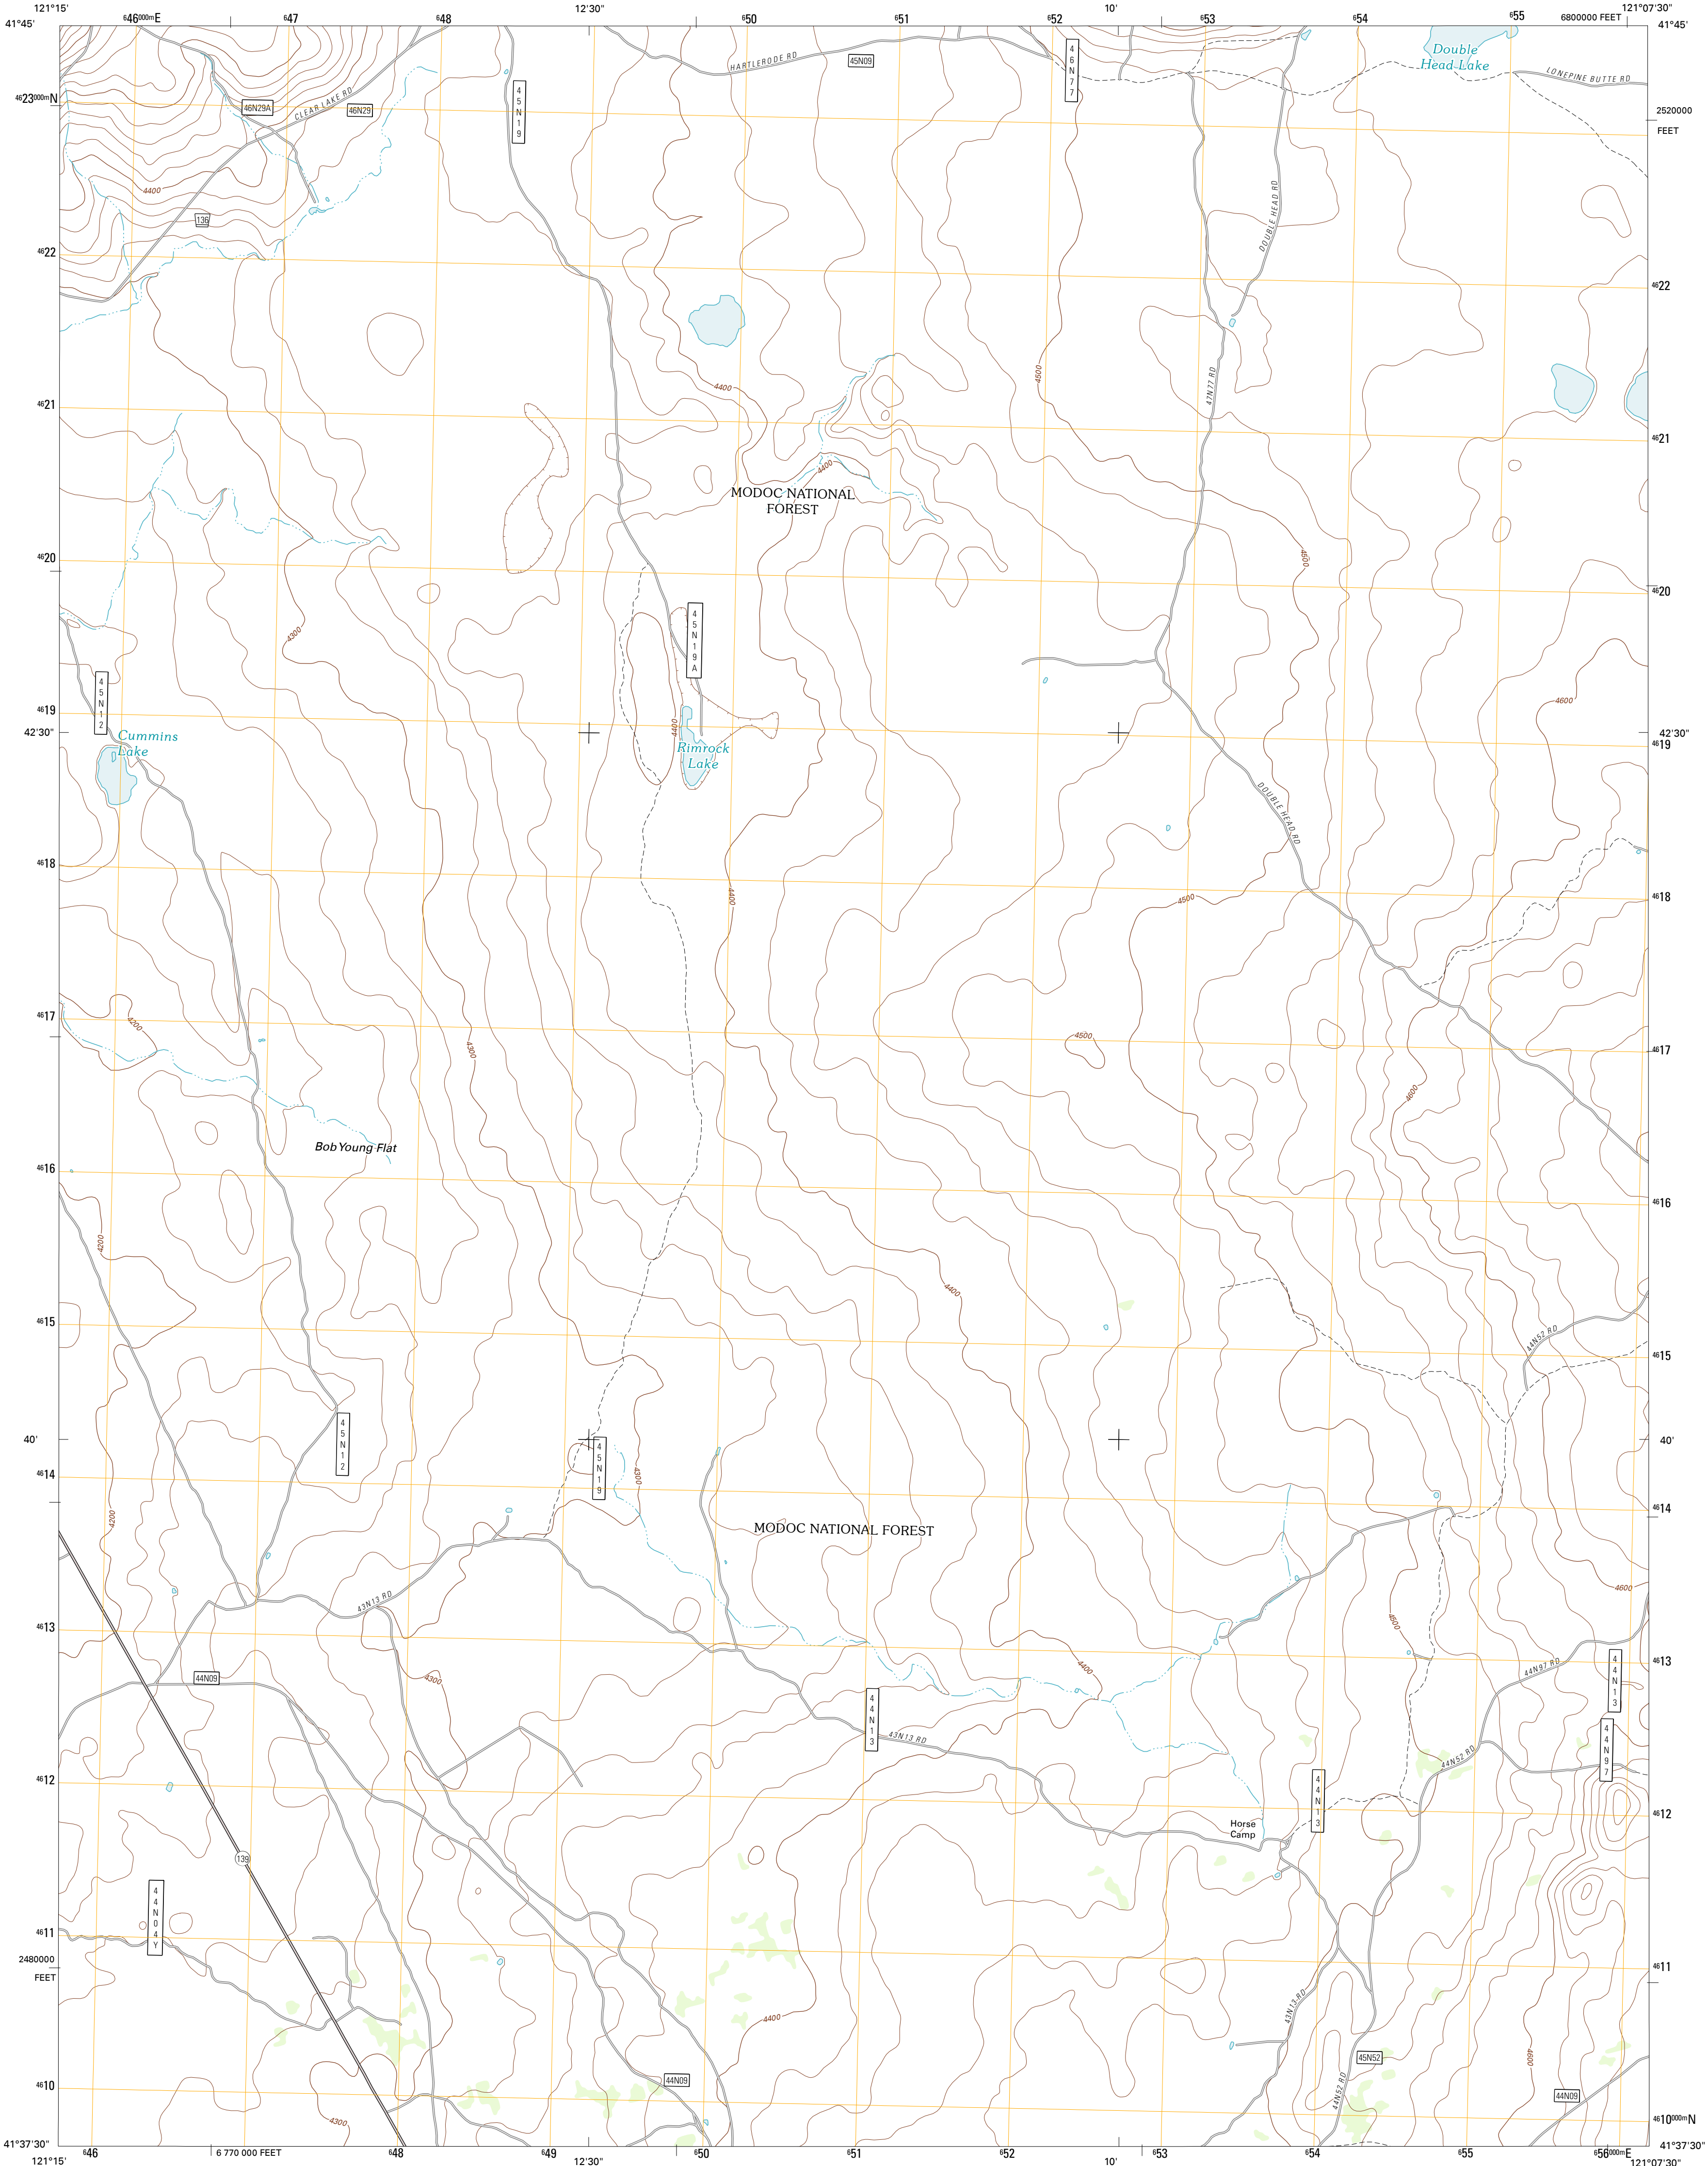 121°15'
646000mE
647
648
12'30"
650
651
652
10'
653
654
655
6800000 FEET
121°07'30"
41°45'
41°45'
HARTLERODE RD
45N09
46N77
Double
Head Lake
LONEPINE BUTTE RD
4623000mN
46N29A
CLEAR LAKE RD
46N29
45N19
2520000
FEET
4400
136
DOUBLE HEAD RD
4622
4622
4400
4500
47N77 RD
4621
4621
4400
MODOC NATIONAL
FOREST
4500
4620
4620
4300
45N19A
45N12
4600
4619
4619
42'30"
42'30"
Cummins
Lake
4400
Rimrock
Lake
DOUBLE HEAD RD
4618
4618
4400
4500
4617
4617
4200
4300
4500
4600
Bob Young Flat
4616
4616
4200
4400
4615
4615
44N52 RD
45N12
40'
40'
45N19
4300
4614
4614
4200
MODOC NATIONAL FOREST
43N13 RD
4600
4500
4613
4613
44N09
4300
4400
44N97 RD
44N13
44N13
43N13 RD
44N97
44N52 RD
4612
4612
44N13
Horse
Camp
139
44N04Y
4611
4611
2480000
FEET
43N13 RD
4400
45N52
4600
44N09
44N52 RD
44N09
4610
4610000mN
4300
41°37'30"
41°37'30"
646
6 770 000 FEET
648
649
650
651
652
653
654
655
656000mE
121°15'
12'30"
10'
121°07'30"